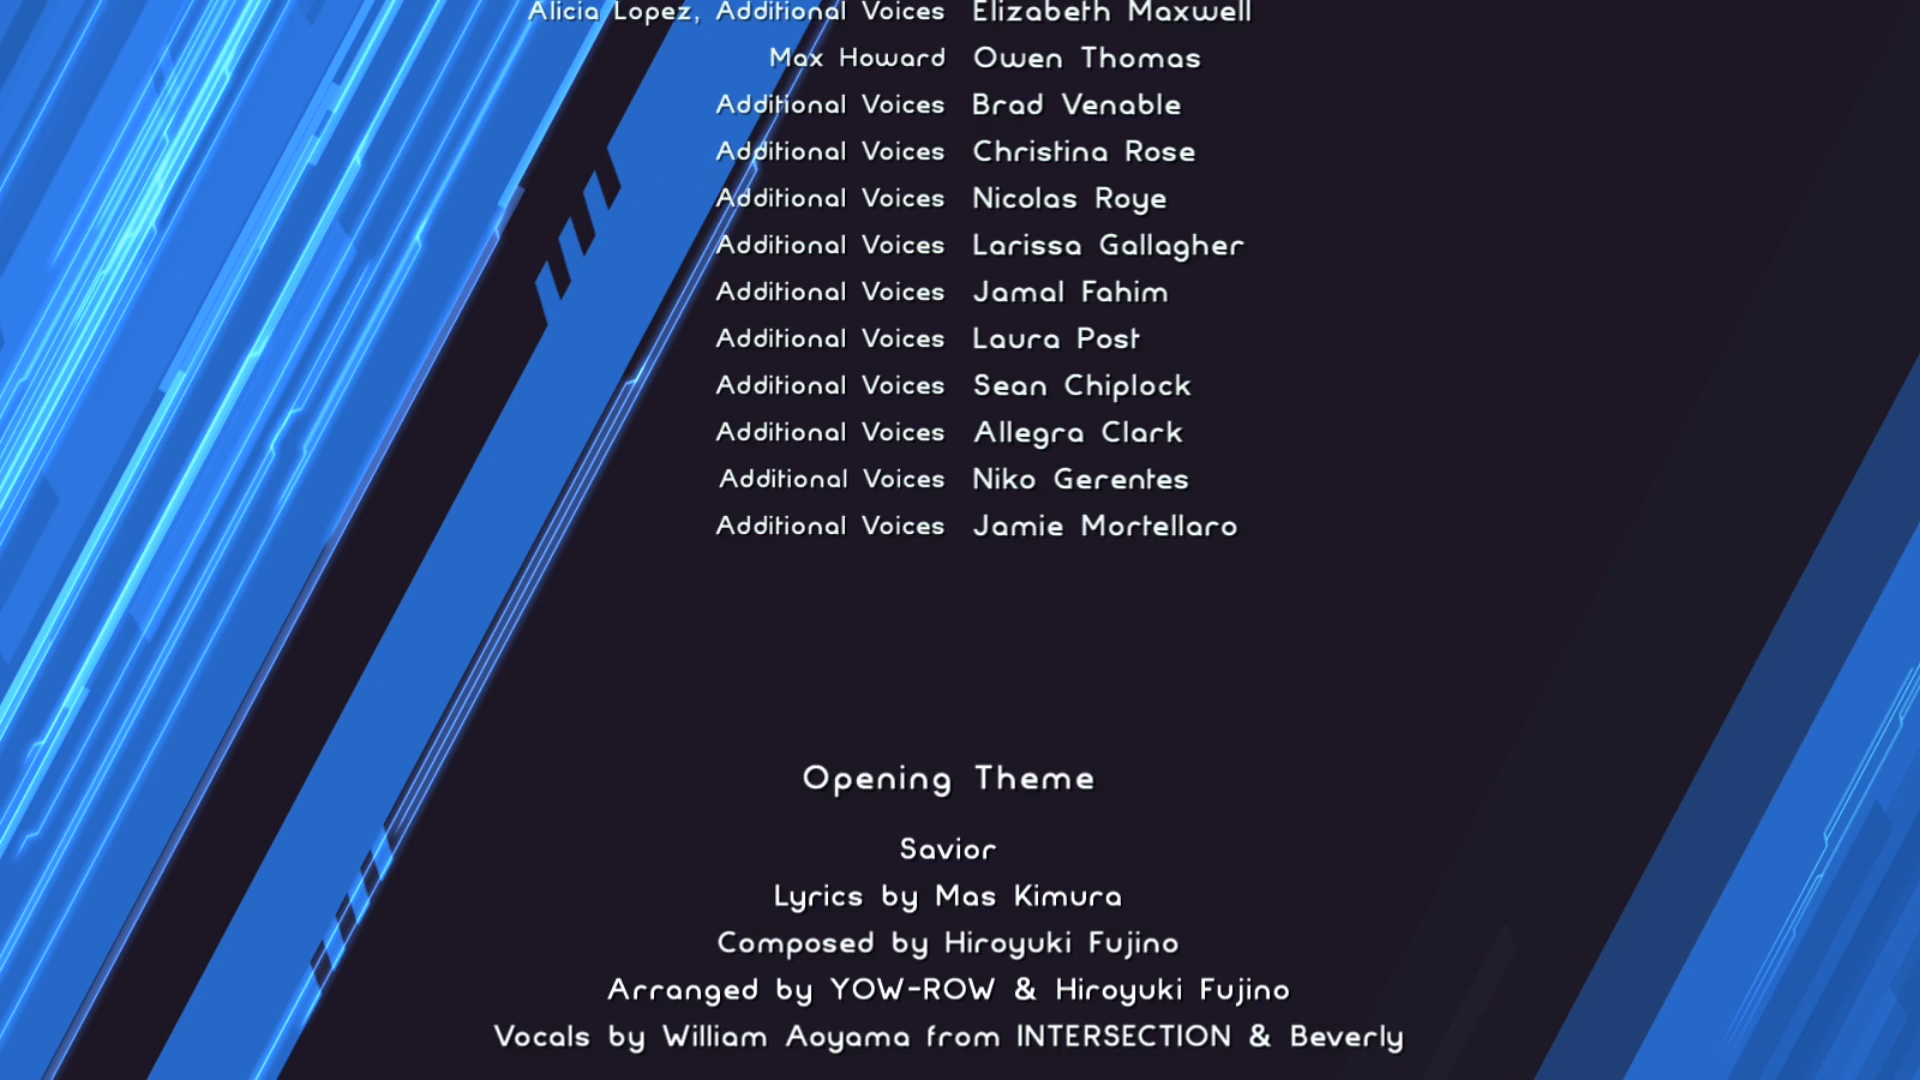 Alicia Lopez, Additional Voices Elizabeth Maxwell
Max Howard Owen Thomas
Additional Voices Brad Venable
Additional Voices Christina Rose
Additional Voices Nicolas Roye
Additional Voices Larissa Gallagher
Additional Voices Jamal Fahim
Additional Voices Laura Post
Additional Voices Sean Chiplock
Additional Voices Allegra Clark
Additional Voices Niko Gerentes
Additional Voices Jamie Mortellaro
Opening Theme
Savior
Lyrics by Mas Kimura
Composed by Hiroyuki Fujino
Arranged by YOW-ROW & Hiroyuki Fujino
Vocals by William Aoyama from INTERSECTION & Beverly